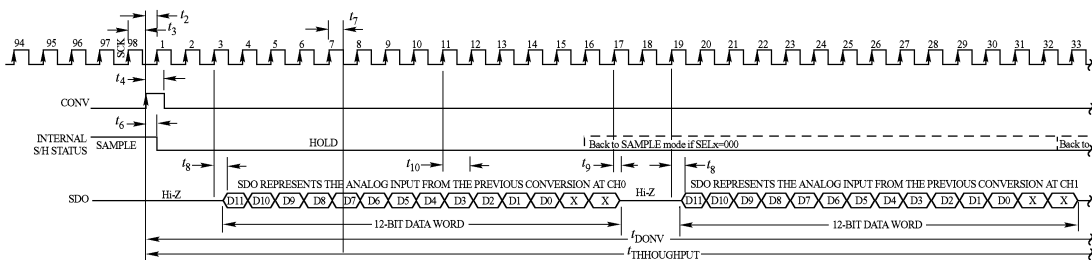 t2
t3
t7
94 95 96 97 SCK 98 1 2 3 4 5 6 7 8 9 10 11 12 13 14 15 16 17 18 19 20 21 22 23 24 25 26 27 28 29 30 31 32 33
t4
CONV
t6
INTERNAL
S/H STATUS
SAMPLE
HOLD
Back to SAMPLE mode if SELx=000
Back to
t8
t10
t9
t8
SDO REPRESENTS THE ANALOG INPUT FROM THE PREVIOUS CONVERSION AT CH0
SDO REPRESENTS THE ANALOG INPUT FROM THE PREVIOUS CONVERSION AT CH1
SDO
Hi-Z
D11 D10 D9 D8 D7 D6 D5 D4 D3 D2 D1 D0 X X
Hi-Z
D11 D10 D9 D8 D7 D6 D5 D4 D3 D2 D1 D0 X X
12-BIT DATA WORD
12-BIT DATA WORD
tDONV
tTHHOUGHPUT